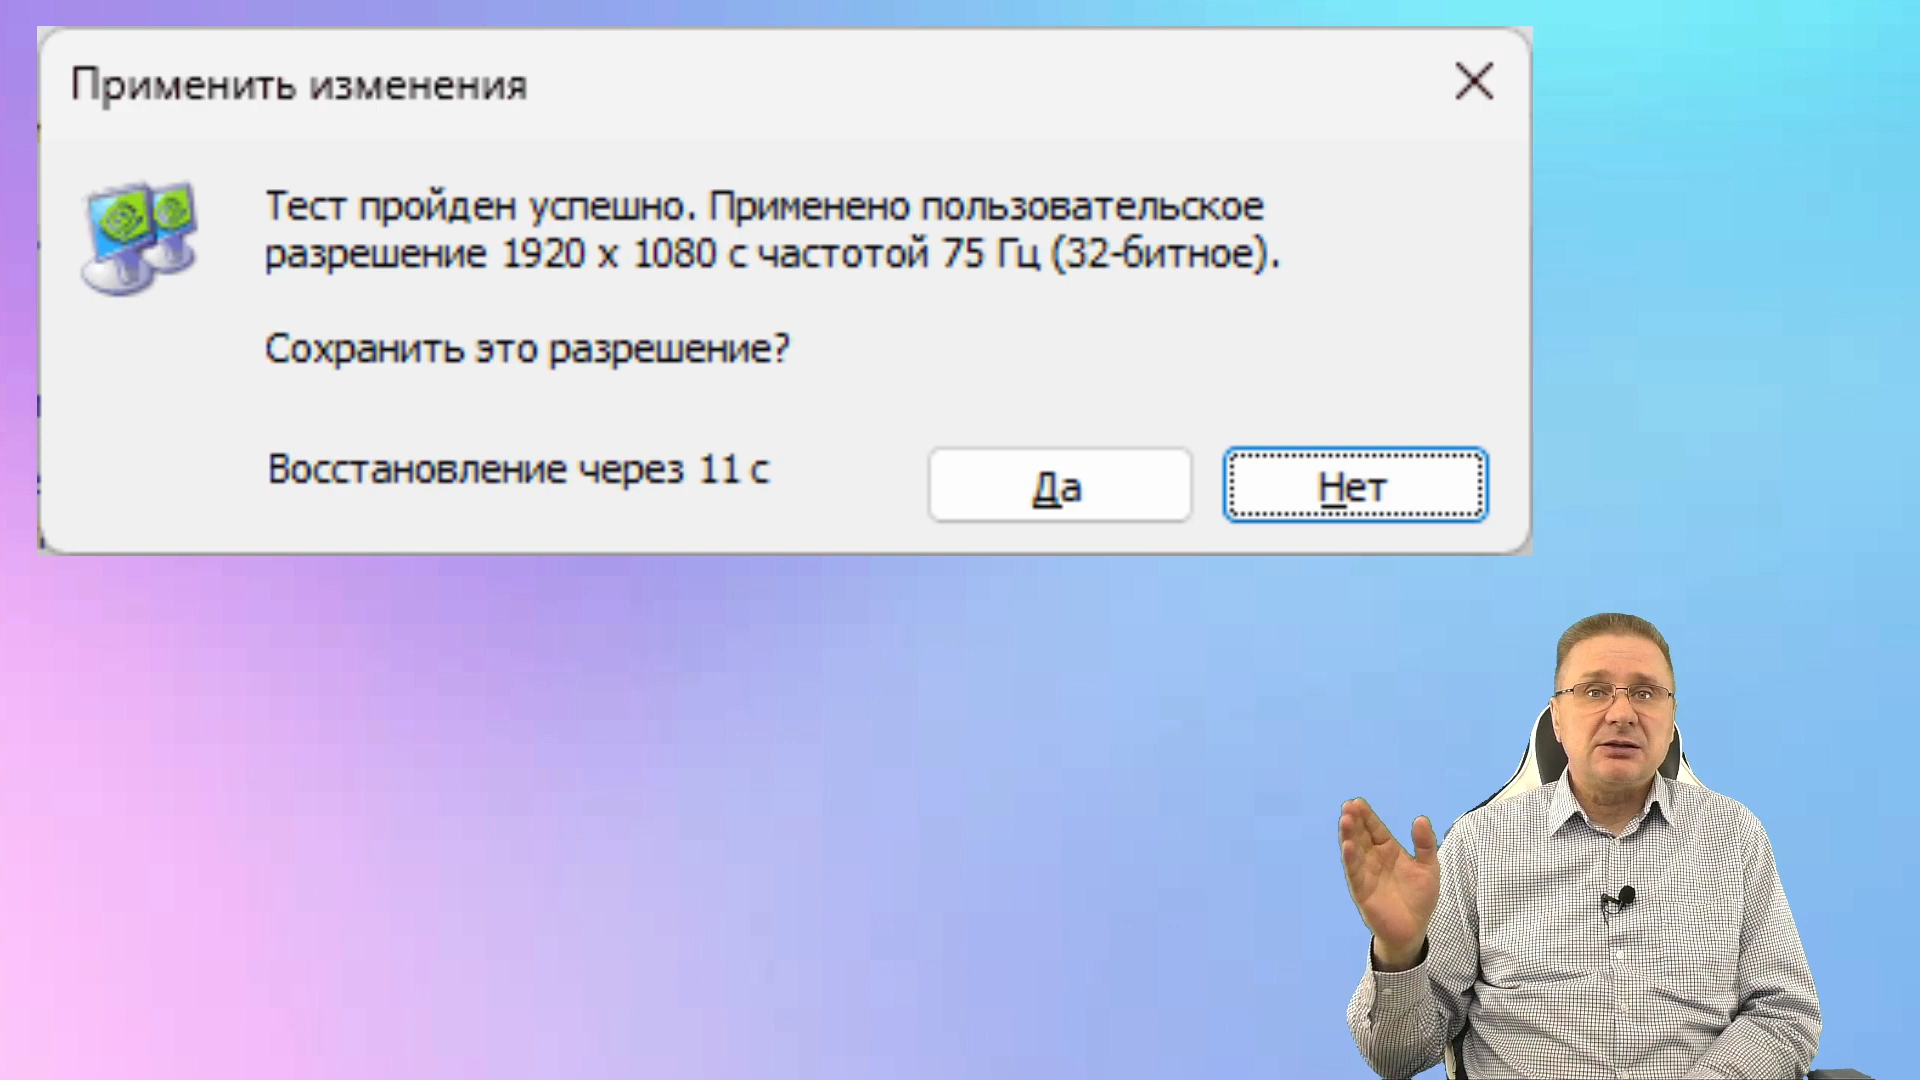 Применить изменения
Тест пройден успешно. Применено пользовательское
разрешение 1920 x 1080 с частотой 75 Гц (32-битное).
Сохранить это разрешение?
Восстановление через 11 с
Да
Нет